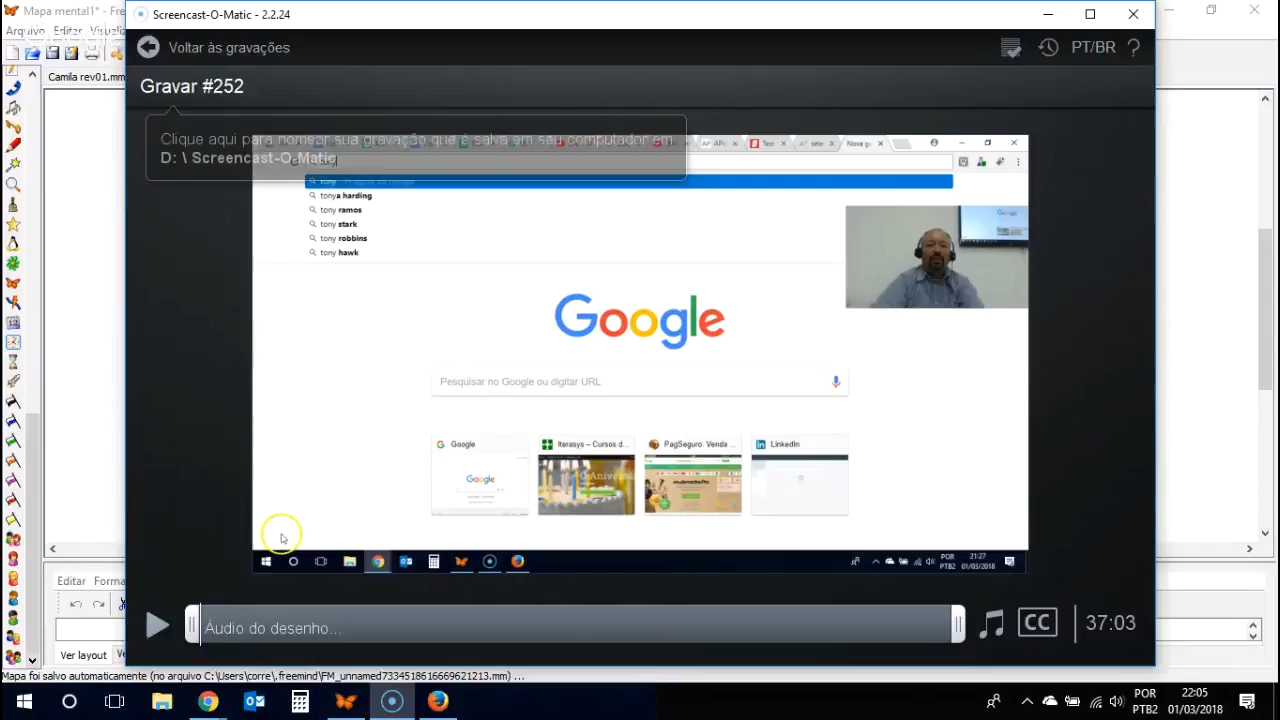 Mapa mental1* - Free
Screencast-O-Matic - 2.2.24
Arquivo Editar Visualiz
Voltar às gravações
PT/BR ?
Camila rev01.mm
Gravar #252
Clique aqui para nomear sua gravação que é salva em seu computador em
D: \ Screencast-O-Matic
tony
tonya harding
tony ramos
tony stark
tony robbins
tony hawk
Google
Pesquisar no Google ou digitar URL
Google
Iterasys – Cursos d...
PagSeguro: Venda ...
LinkedIn
POR
PTB2
21:27
01/03/2018
Editar Forma
Áudio do desenho...
CC
37:03
Ver layout
Mapa foi salvo automaticamente (no arquivo C:\Users\corre\.freemind\FM_unnamed7334518616669621213.mm) ...
POR
PTB2
22:05
01/03/2018